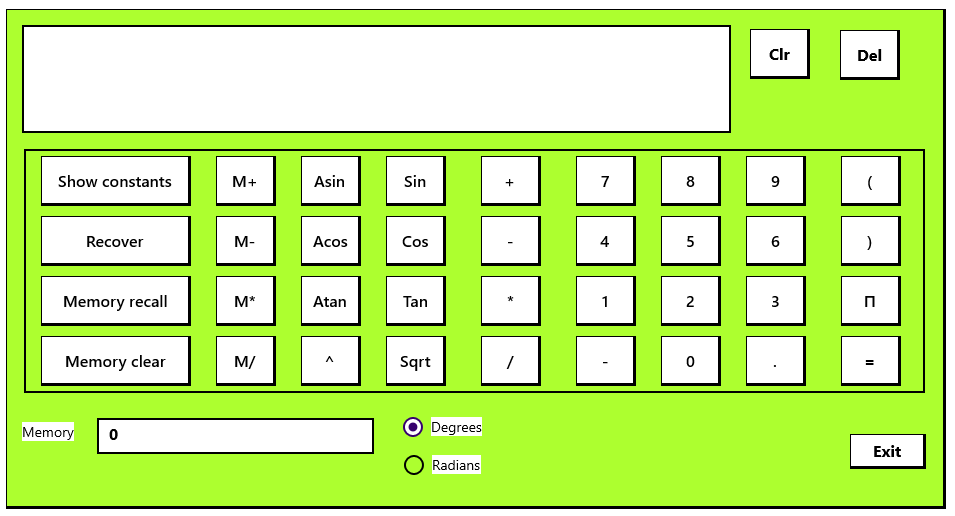 Clr Del
Show constants M+ Asin Sin + 7 8 9 (
Recover M- Acos Cos - 4 5 6 )
Memory recall M* Atan Tan * 1 2 3 Π
Memory clear M/ ^ Sqrt / - 0 . =
Memory 0
Degrees
Radians
Exit